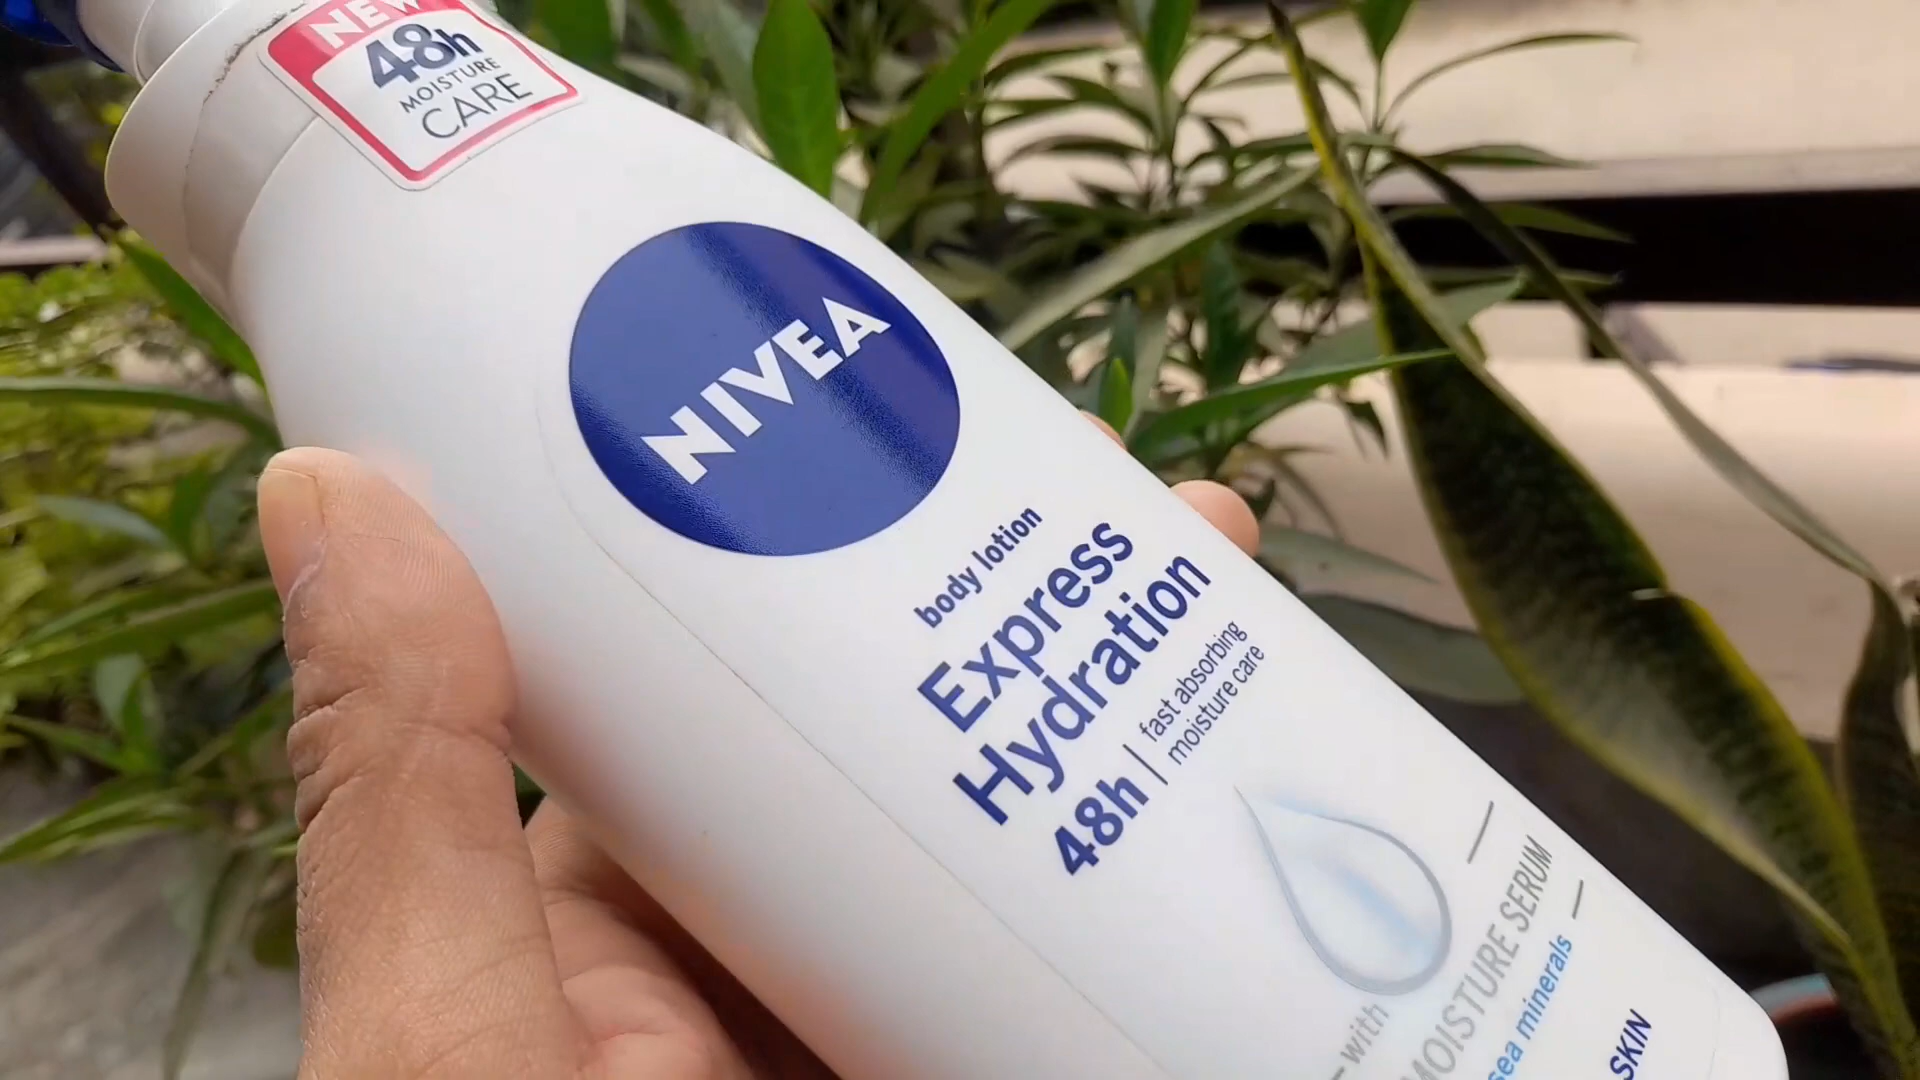 NEW
48h
MOISTURE
CARE
NIVEA
body lotion
Express
Hydration
48h | fast absorbing
moisture care
with
MOISTURE SERUM
sea minerals
SKIN